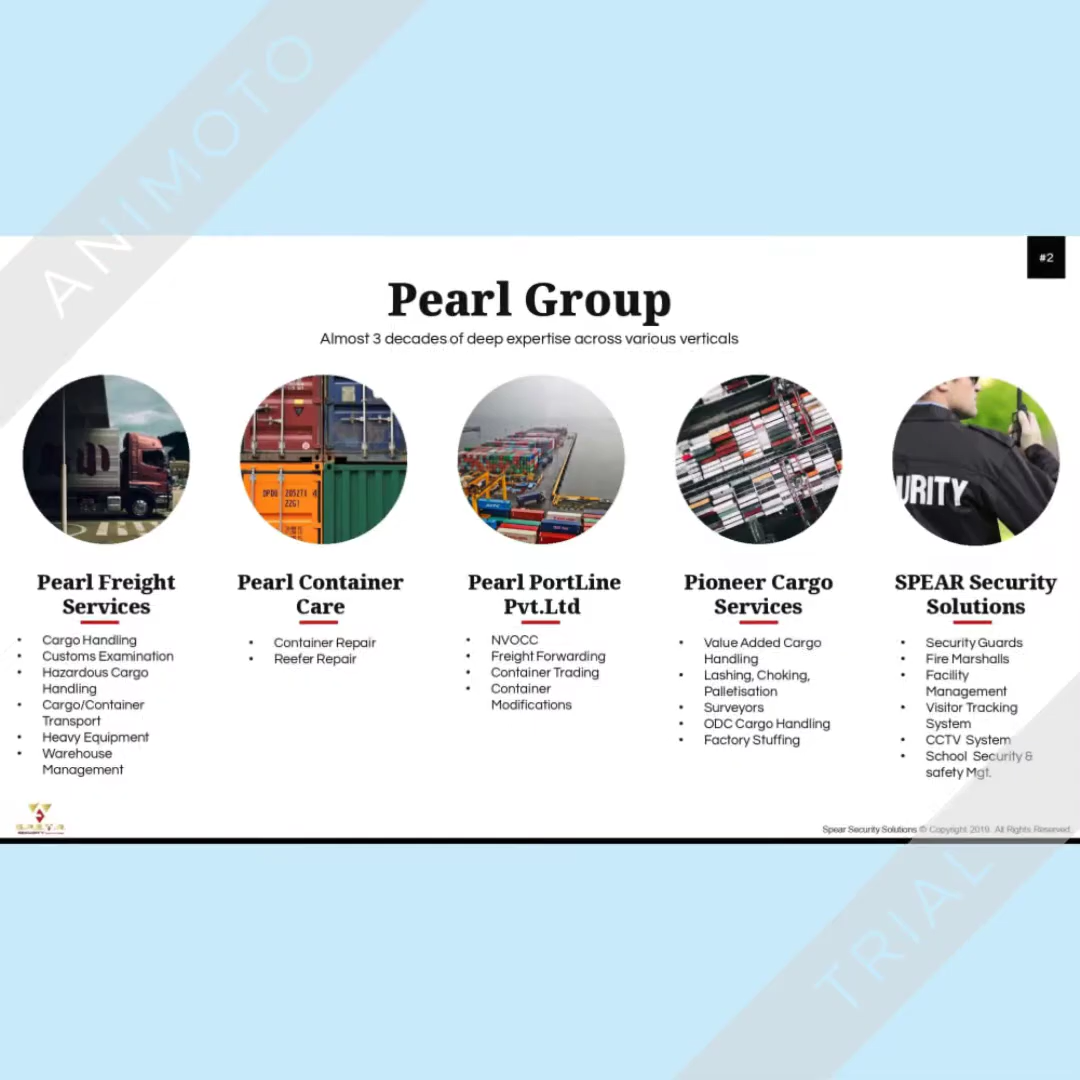 ANIMOTO
#2
Pearl Group
Almost 3 decades of deep expertise across various verticals
DPDU 205271 4
22G1
URITY
Pearl Freight
Services
• Cargo Handling
• Customs Examination
• Hazardous Cargo
Handling
• Cargo/Container
Transport
• Heavy Equipment
• Warehouse
Management
Pearl Container
Care
• Container Repair
• Reefer Repair
Pearl PortLine
Pvt.Ltd
• NVOCC
• Freight Forwarding
• Container Trading
• Container
Modifications
Pioneer Cargo
Services
• Value Added Cargo
Handling
• Lashing, Choking,
Palletisation
• Surveyors
• ODC Cargo Handling
• Factory Stuffing
SPEAR Security
Solutions
• Security Guards
• Fire Marshalls
• Facility
Management
• Visitor Tracking
System
• CCTV System
• School Security &
safety Mgt.
Spear Security Solutions © Copyright 2019. All Rights Reserved.
TRIAL